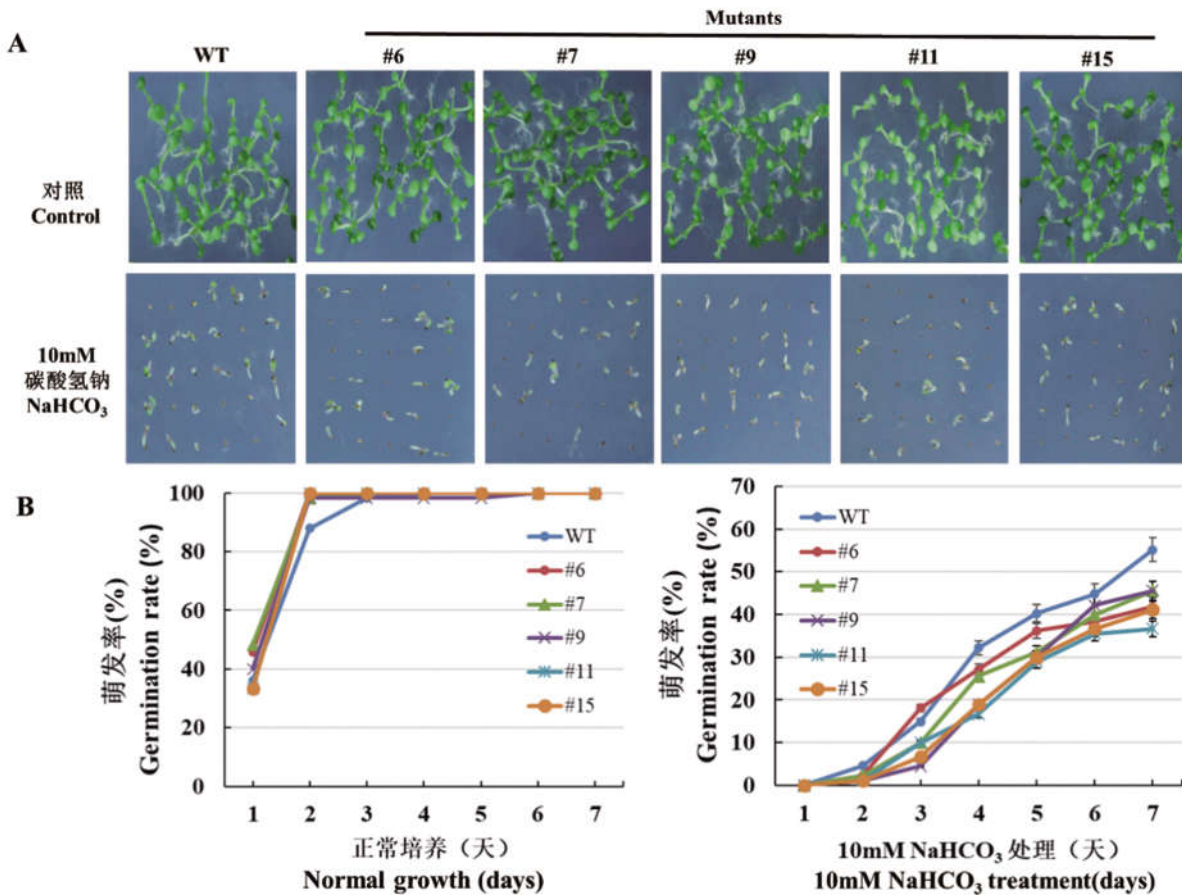 Mutants
A
WT
#6
#7
#9
#11
#15
对照
Control
10mM
碳酸氢钠
NaHCO₃
B
萌发率(%)
Germination rate (%)
100
80
60
40
20
0
WT
#6
#7
#9
#11
#15
1 2 3 4 5 6 7
正常培养（天）
Normal growth (days)
萌发率(%)
Germination rate (%)
70
60
50
40
30
20
10
0
WT
#6
#7
#9
#11
#15
1 2 3 4 5 6 7
10mM NaHCO₃ 处理（天）
10mM NaHCO₃ treatment(days)